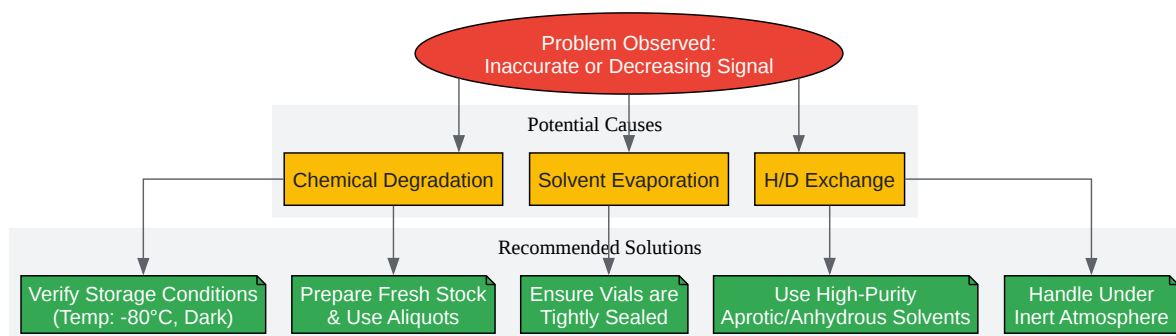 Problem Observed:
Inaccurate or Decreasing Signal
Potential Causes
Chemical Degradation
Solvent Evaporation
H/D Exchange
Recommended Solutions
Verify Storage Conditions
(Temp: -80°C, Dark)
Prepare Fresh Stock
& Use Aliquots
Ensure Vials are
Tightly Sealed
Use High-Purity
Aprotic/Anhydrous Solvents
Handle Under
Inert Atmosphere